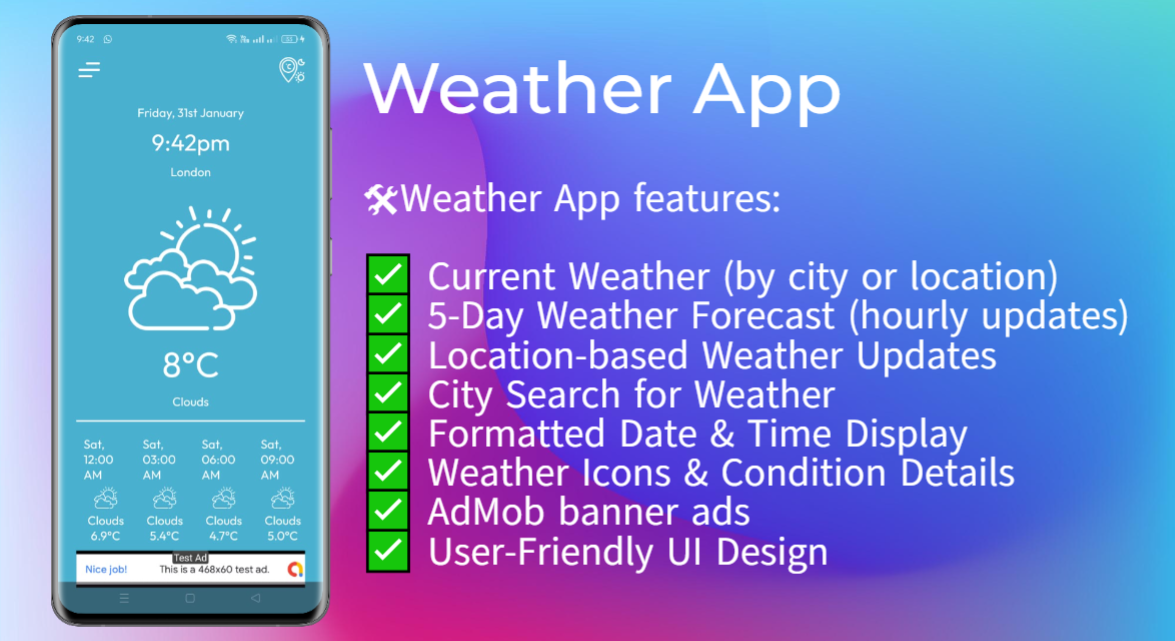 9:42
Friday, 31st January
9:42pm
London
8°C
Clouds
Sat, 12:00 AM
Sat, 03:00 AM
Sat, 06:00 AM
Sat, 09:00 AM
Clouds Clouds Clouds Clouds
6.9°C 5.4°C 4.7°C 5.0°C
Test Ad
Nice job! This is a 468x60 test ad.
Weather App
🛠Weather App features:
✅ Current Weather (by city or location)
✅ 5-Day Weather Forecast (hourly updates)
✅ Location-based Weather Updates
✅ City Search for Weather
✅ Formatted Date & Time Display
✅ Weather Icons & Condition Details
✅ AdMob banner ads
✅ User-Friendly UI Design